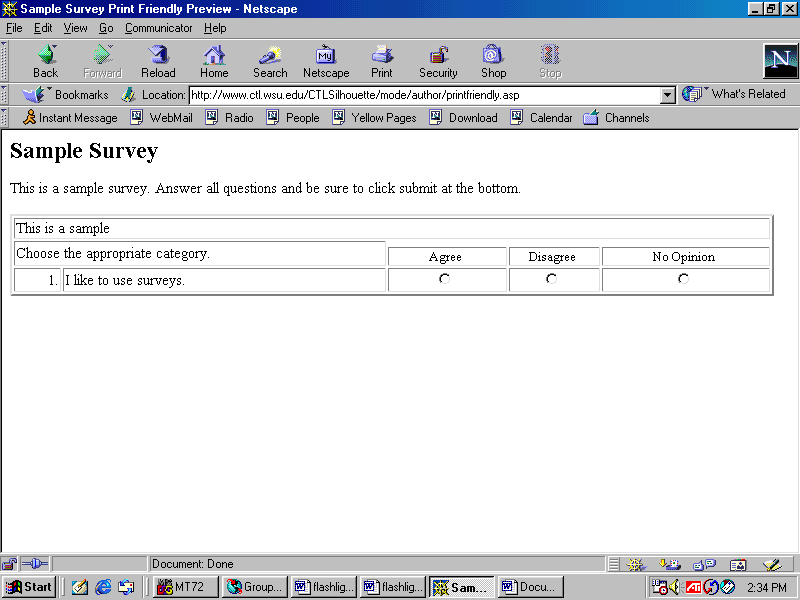 Sample Survey Print Friendly Preview - Netscape
File Edit View Go Communicator Help
Back Forward Reload Home Search Netscape Print Security Shop Stop
My
N
Bookmarks Location: http://www.ctl.wsu.edu/CTLSilhouette/mode/author/printfriendly.asp What's Related
Instant Message WebMail Radio People Yellow Pages Download Calendar Channels
Sample Survey
This is a sample survey. Answer all questions and be sure to click submit at the bottom.
This is a sample
Choose the appropriate category. Agree Disagree No Opinion
1. I like to use surveys.
Document: Done
Start MT72 Group... flashlig... flashlig... Sam... Docu... 2:34 PM